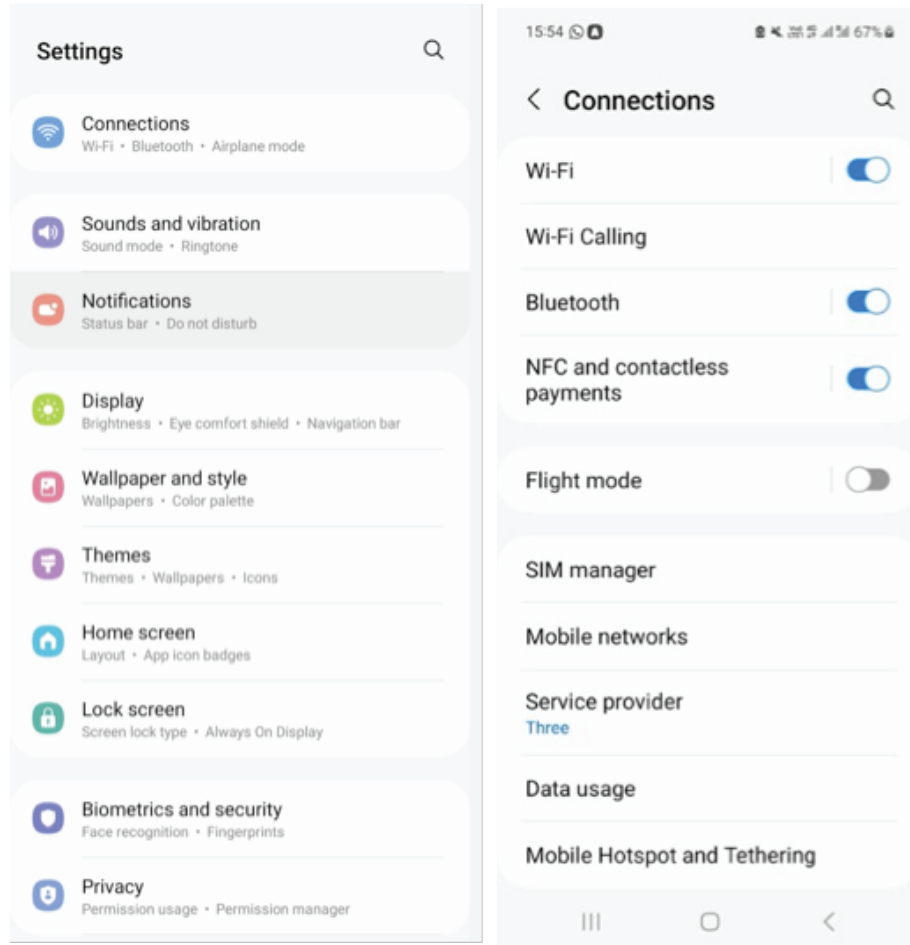 Settings
Connections
Wi-Fi • Bluetooth • Airplane mode
Sounds and vibration
Sound mode • Ringtone
Notifications
Status bar • Do not disturb
Display
Brightness • Eye comfort shield • Navigation bar
Wallpaper and style
Wallpapers • Color palette
Themes
Themes • Wallpapers • Icons
Home screen
Layout • App icon badges
Lock screen
Screen lock type • Always On Display
Biometrics and security
Face recognition • Fingerprints
Privacy
Permission usage • Permission manager
15:54
67%
Connections
Wi-Fi
Wi-Fi Calling
Bluetooth
NFC and contactless
payments
Flight mode
SIM manager
Mobile networks
Service provider
Three
Data usage
Mobile Hotspot and Tethering